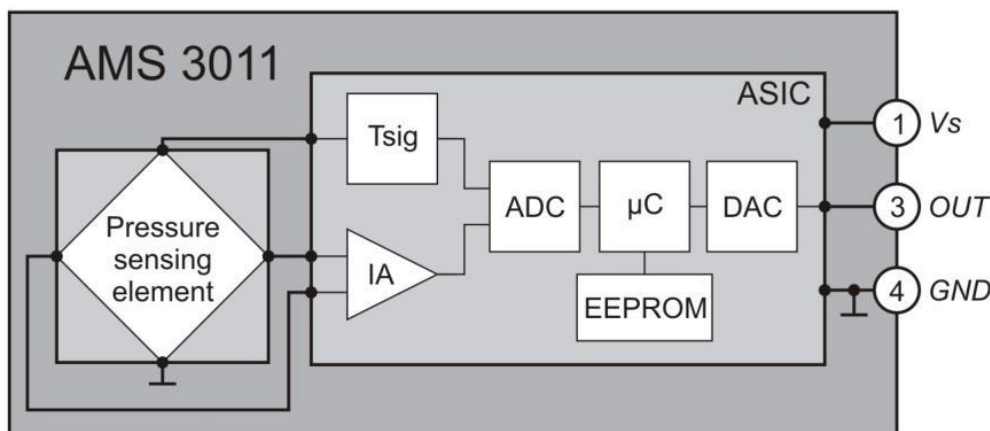 AMS 3011
ASIC
Tsig
Pressure
sensing
element
IA
ADC
µC
DAC
EEPROM
1 Vs
3 OUT
4 GND